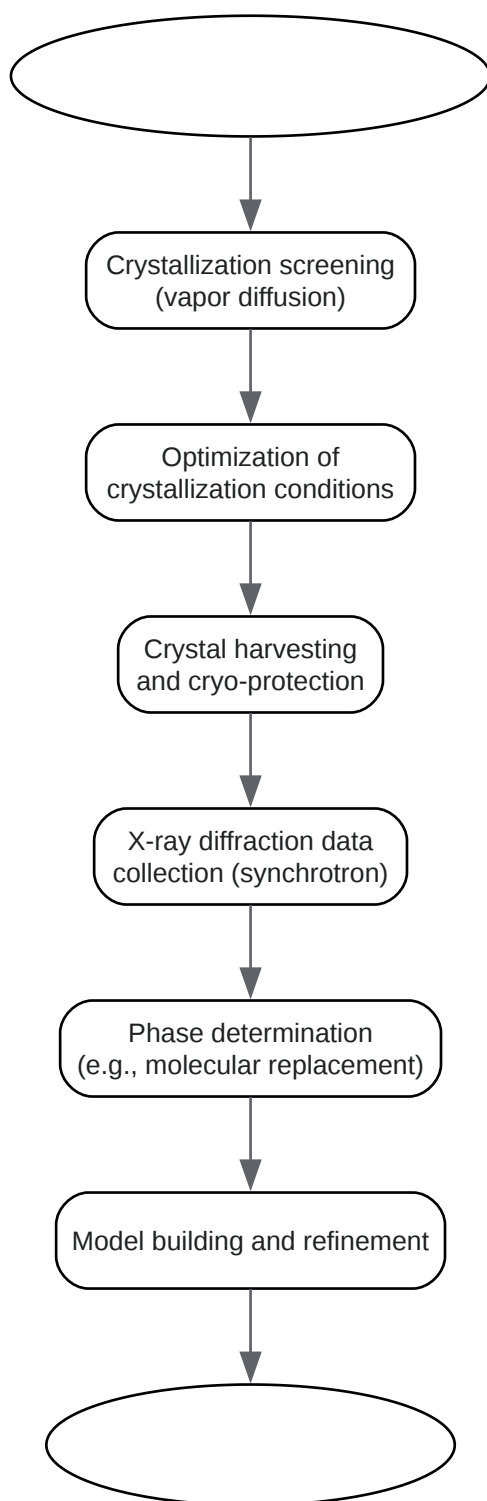 Crystallization screening
(vapor diffusion)
Optimization of
crystallization conditions
Crystal harvesting
and cryo-protection
X-ray diffraction data
collection (synchrotron)
Phase determination
(e.g., molecular replacement)
Model building and refinement